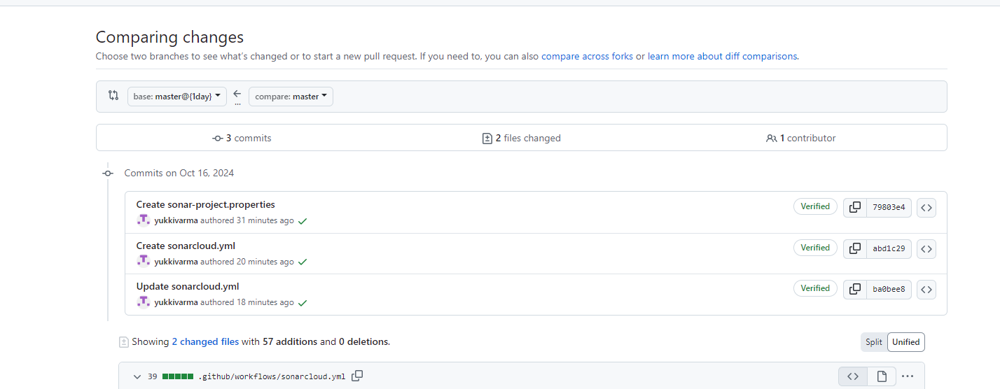 Comparing changes
Choose two branches to see what's changed or to start a new pull request. If you need to, you can also compare across forks or learn more about diff comparisons.
base: master@{1day} ... compare: master
3 commits 2 files changed 1 contributor
Commits on Oct 16, 2024
Create sonar-project.properties Verified 79803e4
yukkivarma authored 31 minutes ago
Create sonarcloud.yml Verified abd1c29
yukkivarma authored 20 minutes ago
Update sonarcloud.yml Verified ba0bee8
yukkivarma authored 18 minutes ago
Showing 2 changed files with 57 additions and 0 deletions. Split Unified
39 .github/workflows/sonarcloud.yml